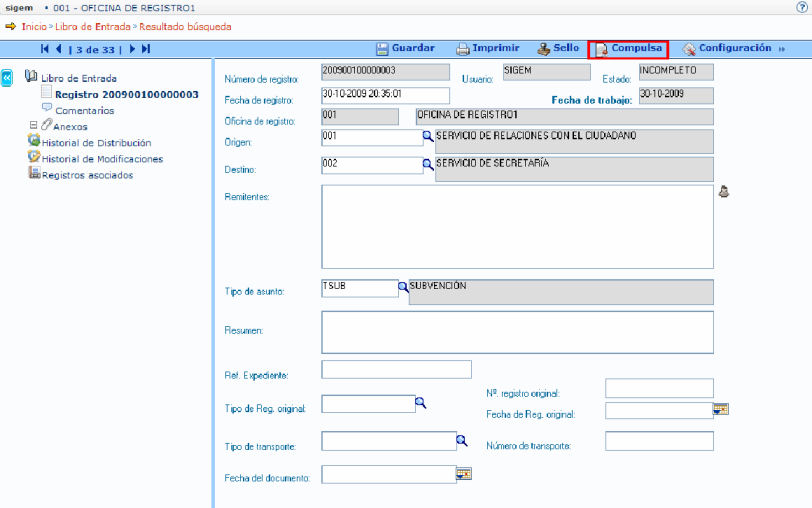 sigem • 001 - OFICINA DE REGISTRO1
Inicio » Libro de Entrada » Resultado búsqueda
| 3 de 33 | Guardar Imprimir Sello Compulsa Configuración »
Libro de Entrada
Registro 200900100000003
Comentarios
Anexos
Historial de Distribución
Historial de Modificaciones
Registros asociados
Número de registro: 200900100000003 Usuario: SIGEM Estado: INCOMPLETO
Fecha de registro: 30-10-2009 20:35:01 Fecha de trabajo: 30-10-2009
Oficina de registro: 001 OFICINA DE REGISTRO1
Origen: 001 SERVICIO DE RELACIONES CON EL CIUDADANO
Destino: 002 SERVICIO DE SECRETARÍA
Remitentes:
Tipo de asunto: TSUB SUBVENCIÓN
Resumen:
Ref. Expediente:
Nº. registro original:
Tipo de Reg. original:
Fecha de Reg. original:
Tipo de transporte: Número de transporte:
Fecha del documento: